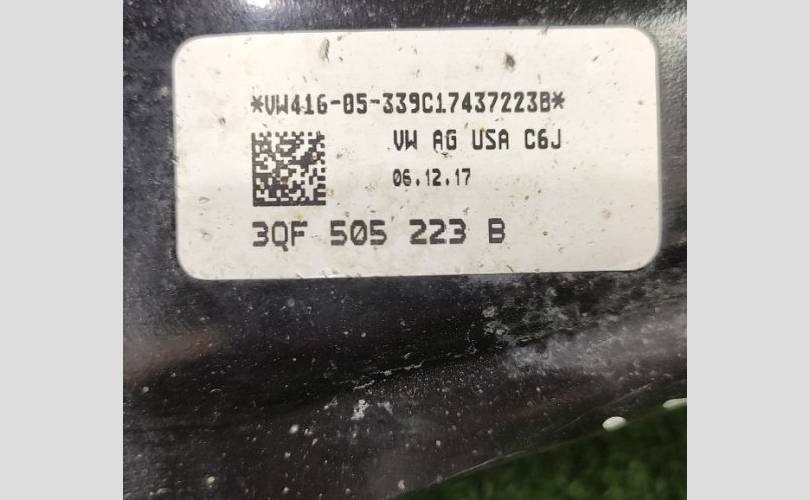 *VW416-05-339C17437223B*
VW AG USA C6J
06.12.17
3QF 505 223 B